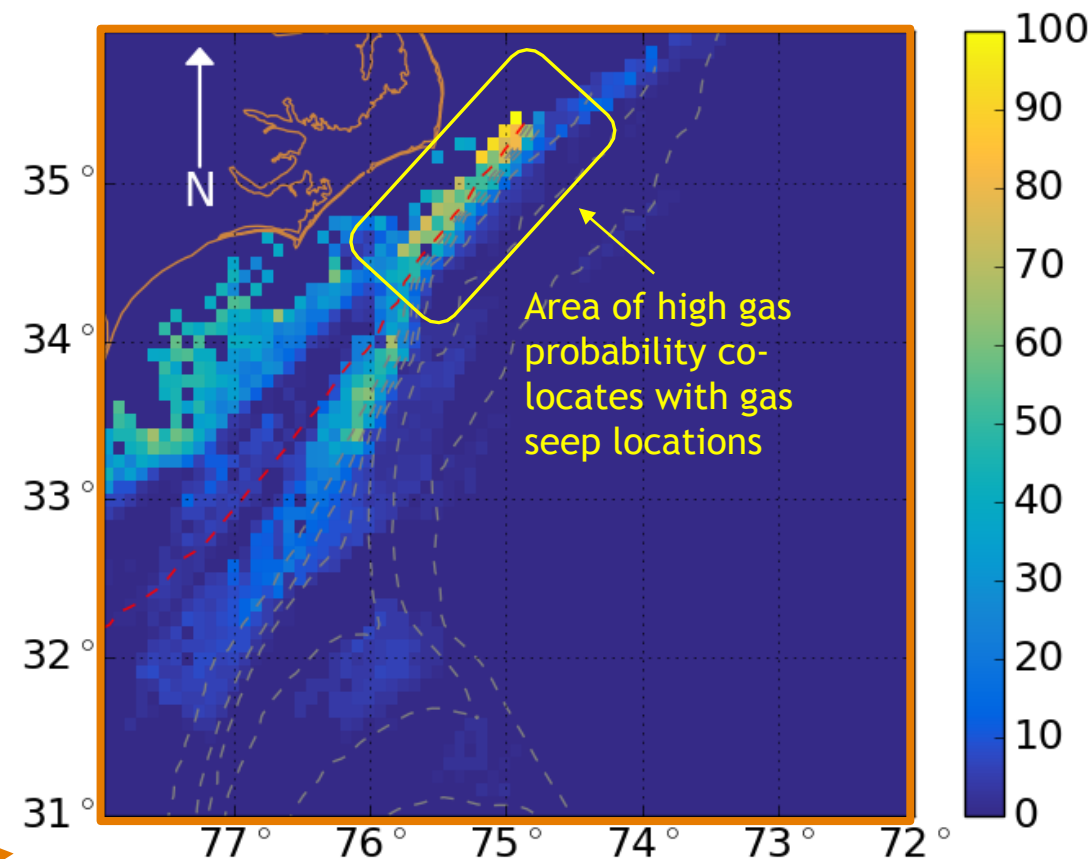 100
90
80
70
60
50
40
30
20
10
0
N
35 °
34 °
33 °
32 °
31 °
Area of high gas
probability co-
locates with gas
seep locations
77 ° 76 ° 75 ° 74 ° 73 ° 72 °